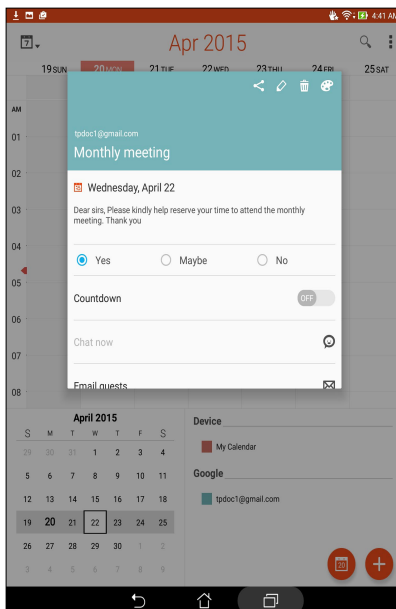 4:41 AM
7
Apr 2015
19 SUN 20 MON 21 TUE 22 WED 23 THU 24 FRI 25 SAT
AM
01
02
03
04
05
06
07
08
tpdoc1@gmail.com
Monthly meeting
Wednesday, April 22
Dear sirs, Please kindly help reserve your time to attend the monthly
meeting. Thank you
Yes Maybe No
Countdown OFF
Chat now
Email guests
April 2015
S M T W T F S
29 30 31 1 2 3 4
5 6 7 8 9 10 11
12 13 14 15 16 17 18
19 20 21 22 23 24 25
26 27 28 29 30 1 2
3 4 5 6 7 8 9
Device
My Calendar
Google
tpdoc1@gmail.com
20